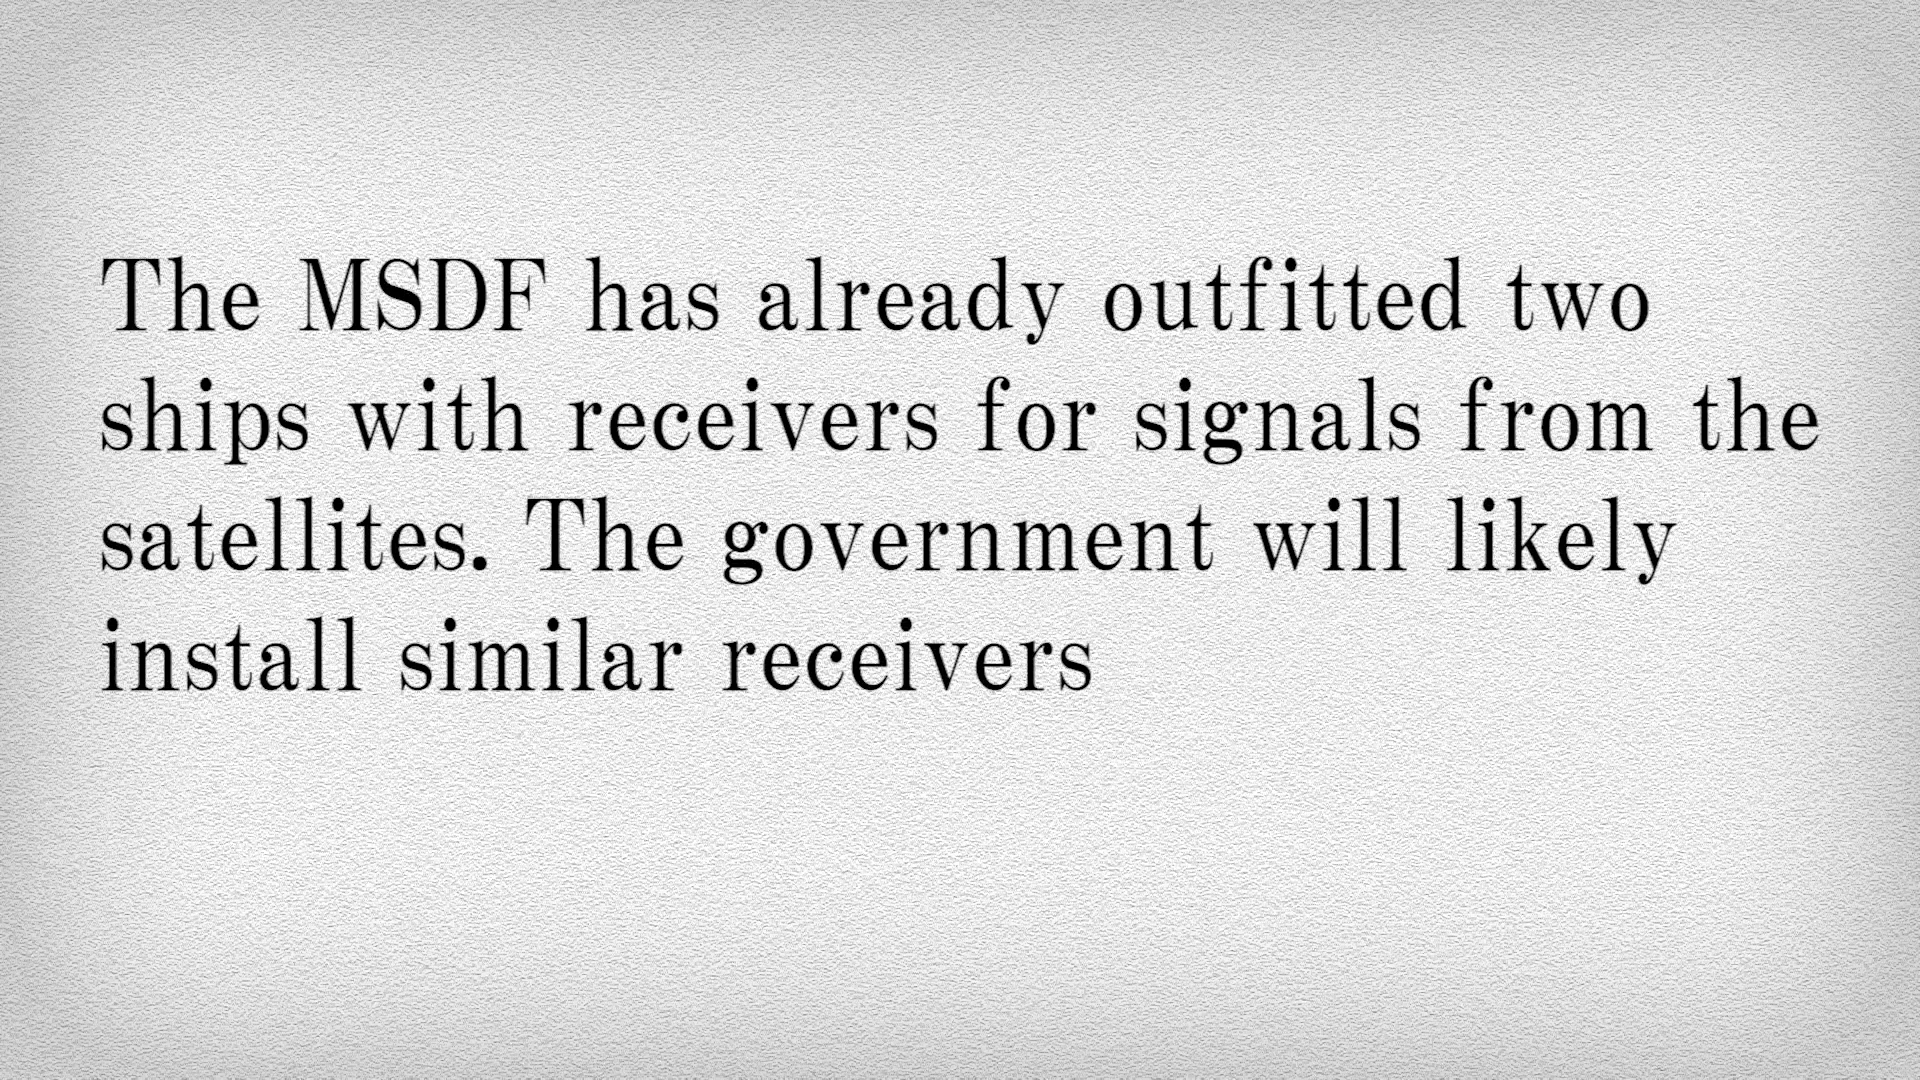 The MSDF has already outfitted two
ships with receivers for signals from the
satellites. The government will likely
install similar receivers